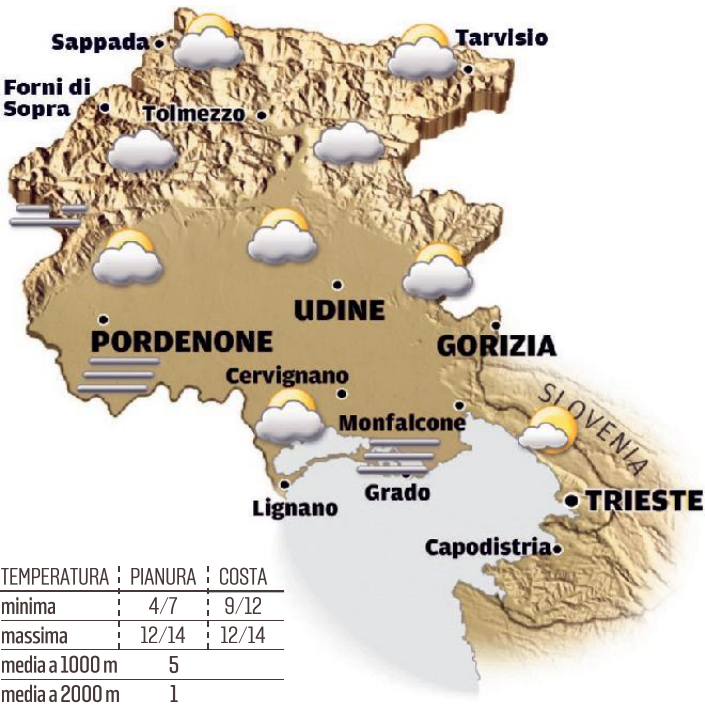 Sappada
Tarvisio
Forni di
Sopra
Tolmezzo
UDINE
PORDENONE
GORIZIA
Cervignano
SLOVENIA
Monfalcone
Grado
Lignano
TRIESTE
Capodistria
TEMPERATURA PIANURA COSTA
minima 4/7 9/12
massima 12/14 12/14
media a 1000 m 5
media a 2000 m 1